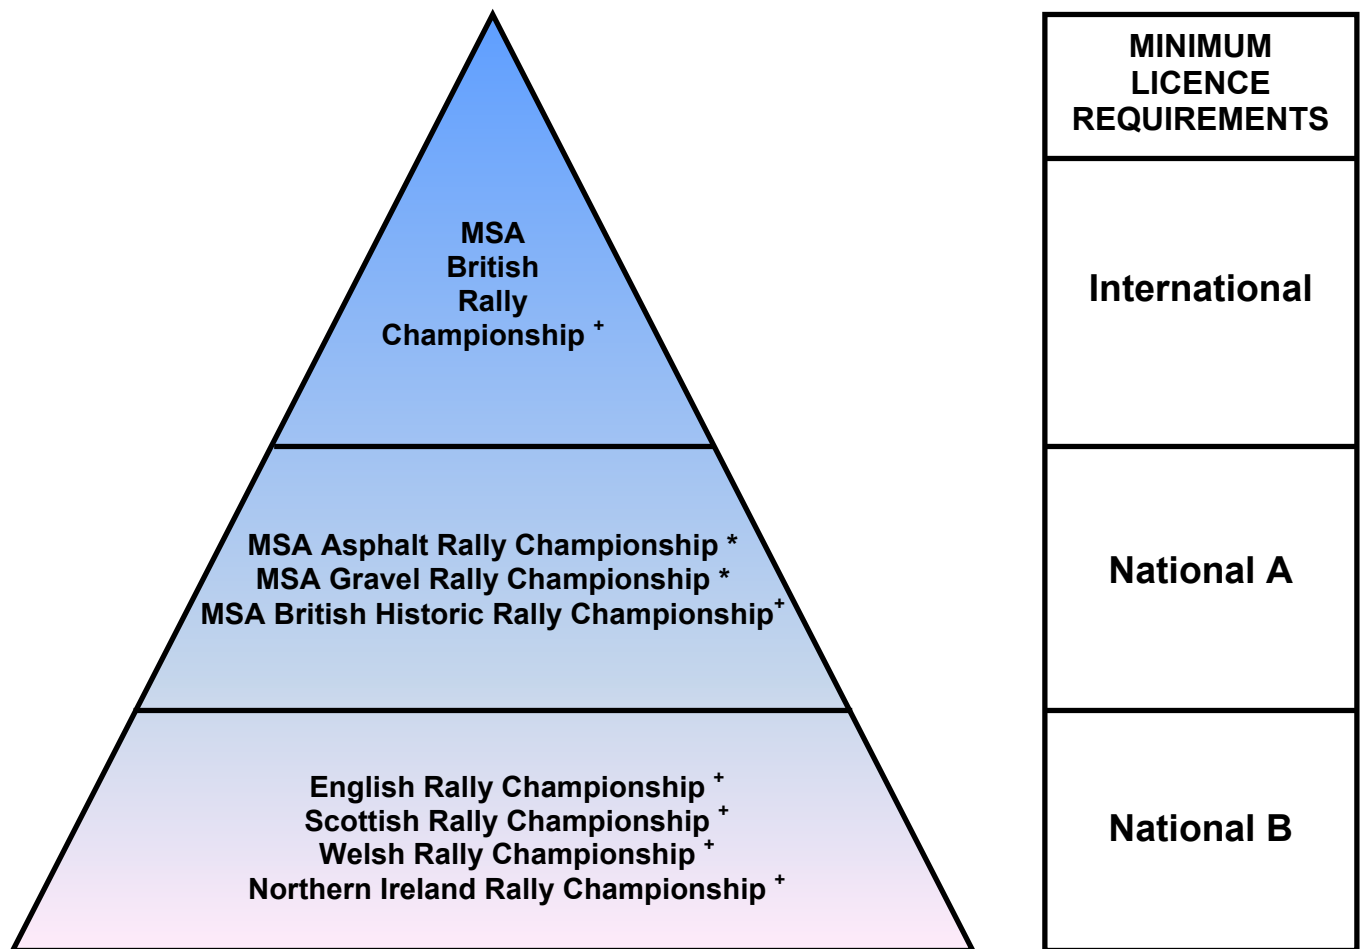 MINIMUM
LICENCE
REQUIREMENTS
MSA
British
Rally
Championship +
International
MSA Asphalt Rally Championship *
MSA Gravel Rally Championship *
MSA British Historic Rally Championship+
National A
English Rally Championship +
Scottish Rally Championship +
Welsh Rally Championship +
Northern Ireland Rally Championship +
National B